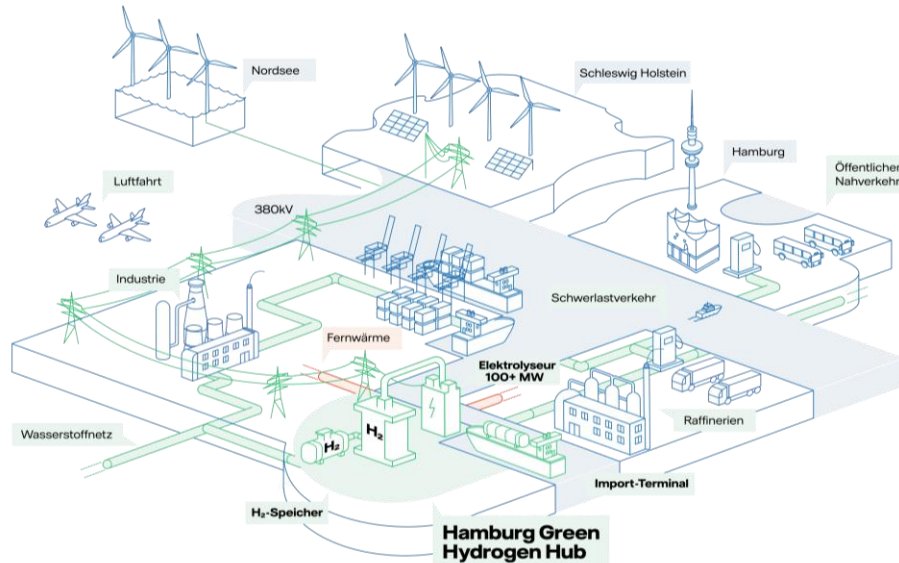 Nordsee
Schleswig Holstein
Hamburg
Öffentlicher
Nahverkehr
Luftfahrt
380kV
Industrie
Schwerlastverkehr
Fernwärme
Elektrolyseur
100+ MW
Raffinerien
Wasserstoffnetz
H₂
H₂
Import-Terminal
H₂-Speicher
Hamburg Green
Hydrogen Hub